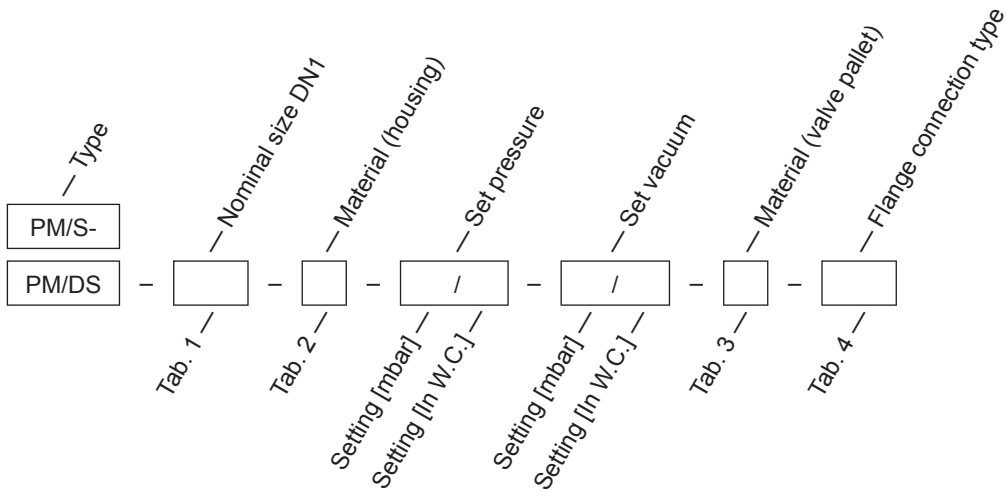 Type
Nominal size DN1
Material (housing)
Set pressure
Set vacuum
Material (valve pallet)
Flange connection type
PM/S-
PM/DS – – – / – / – –
Tab. 1
Tab. 2
Setting [mbar]
Setting [In W.C.]
Setting [mbar]
Setting [In W.C.]
Tab. 3
Tab. 4